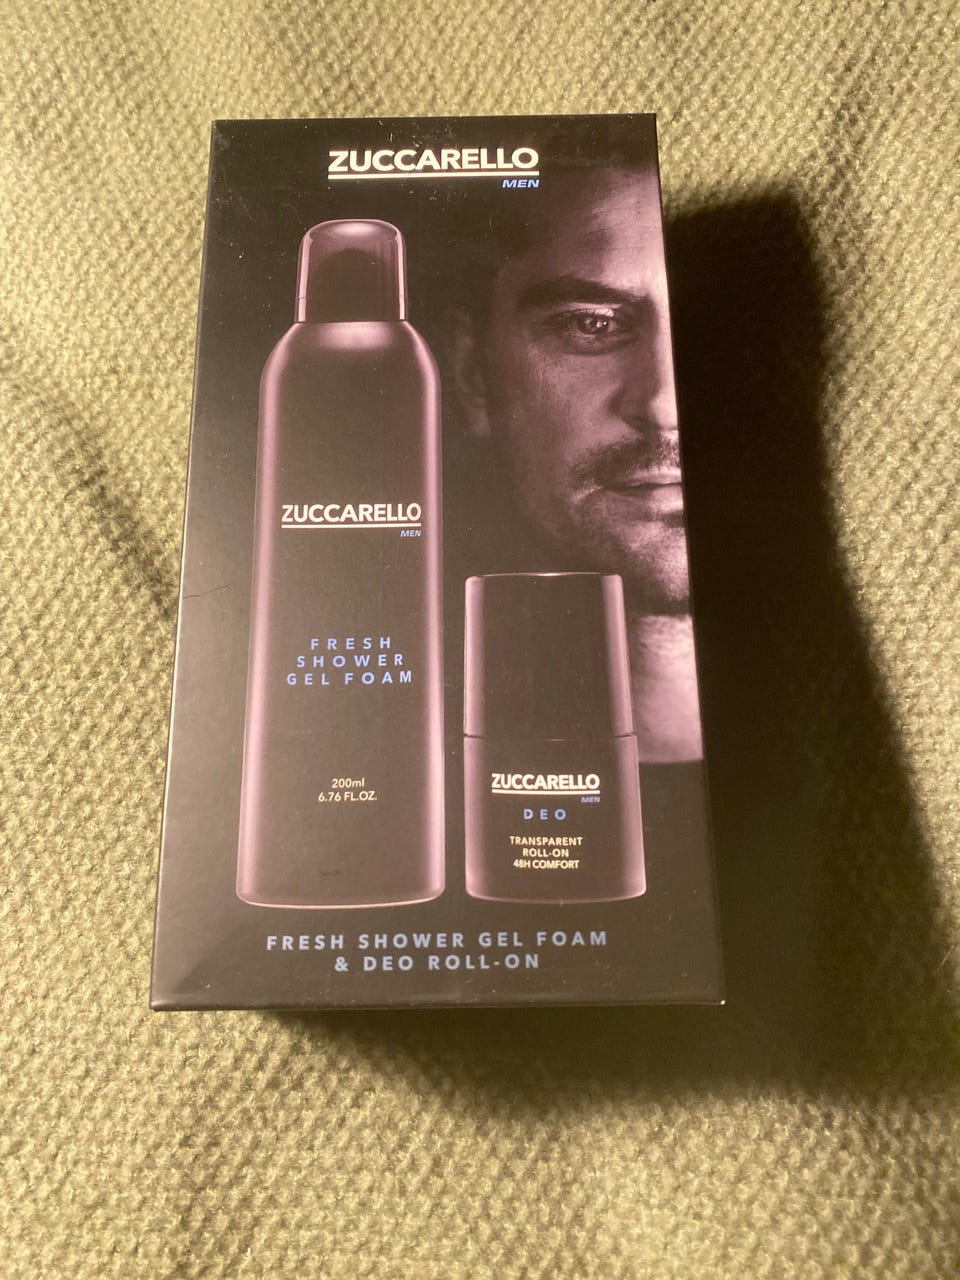 ZUCCARELLO
MEN
ZUCCARELLO
MEN
FRESH
SHOWER
GEL FOAM
200ml
6.76 FL.OZ.
ZUCCARELLO
MEN
DEO
TRANSPARENT
ROLL-ON
48H COMFORT
FRESH SHOWER GEL FOAM
& DEO ROLL-ON